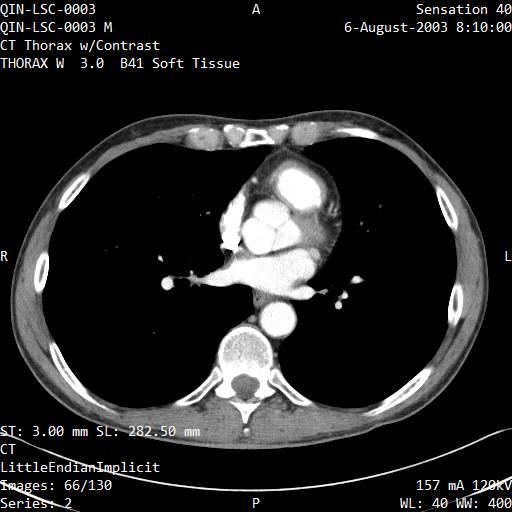 QIN-LSC-0003 A Sensation 40
QIN-LSC-0003 M 6-August-2003 8:10:00
CT Thorax w/Contrast
THORAX W 3.0 B41 Soft Tissue
R L
ST: 3.00 mm SL: 282.50 mm
CT
LittleEndianImplicit
Images: 66/130 157 mA 120kV
Series: 2 P WL: 40 WW: 400